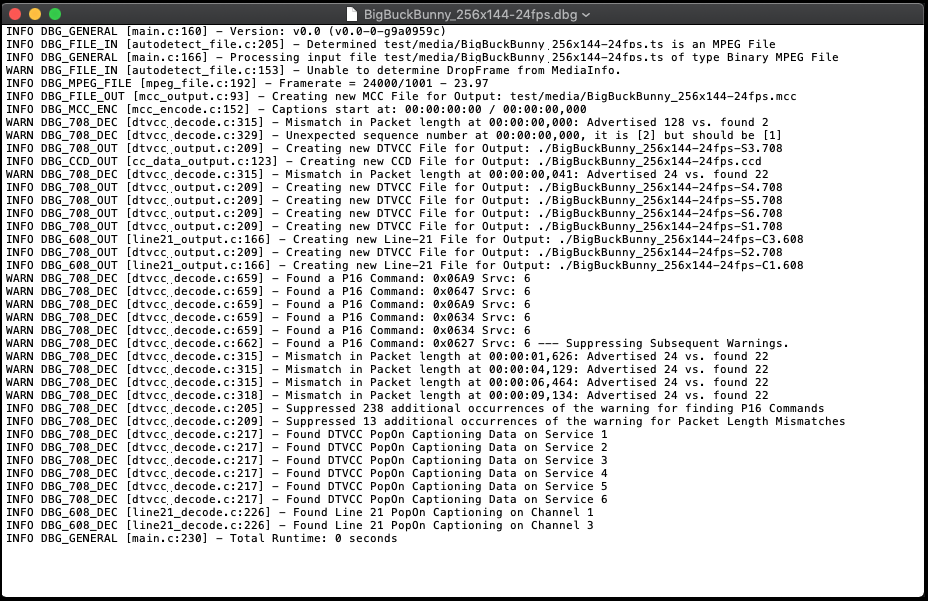 BigBuckBunny_256x144-24fps.dbg
INFO DBG_GENERAL [main.c:160] - Version: v0.0 (v0.0-0-g9a0959c)
INFO DBG_FILE_IN [autodetect_file.c:205] - Determined test/media/BigBuckBunny_256x144-24fps.ts is an MPEG File
INFO DBG_GENERAL [main.c:166] - Processing input file test/media/BigBuckBunny_256x144-24fps.ts of type Binary MPEG File
WARN DBG_FILE_IN [autodetect_file.c:153] - Unable to determine DropFrame from MediaInfo.
INFO DBG_MPEG_FILE [mpeg_file.c:192] - Framerate = 24000/1001 - 23.97
INFO DBG_FILE_OUT [mcc_output.c:93] - Creating new MCC File for Output: test/media/BigBuckBunny_256x144-24fps.mcc
INFO DBG_MCC_ENC [mcc_encode.c:152] - Captions start at: 00:00:00:00 / 00:00:00,000
WARN DBG_708_DEC [dtvcc_decode.c:315] - Mismatch in Packet length at 00:00:00,000: Advertised 128 vs. found 2
WARN DBG_708_DEC [dtvcc_decode.c:329] - Unexpected sequence number at 00:00:00,000, it is [2] but should be [1]
INFO DBG_708_OUT [dtvcc_output.c:209] - Creating new DTVCC File for Output: ./BigBuckBunny_256x144-24fps-S3.708
INFO DBG_CCD_OUT [cc_data_output.c:123] - Creating new CCD File for Output: ./BigBuckBunny_256x144-24fps.ccd
WARN DBG_708_DEC [dtvcc_decode.c:315] - Mismatch in Packet length at 00:00:00,041: Advertised 24 vs. found 22
INFO DBG_708_OUT [dtvcc_output.c:209] - Creating new DTVCC File for Output: ./BigBuckBunny_256x144-24fps-S4.708
INFO DBG_708_OUT [dtvcc_output.c:209] - Creating new DTVCC File for Output: ./BigBuckBunny_256x144-24fps-S5.708
INFO DBG_708_OUT [dtvcc_output.c:209] - Creating new DTVCC File for Output: ./BigBuckBunny_256x144-24fps-S6.708
INFO DBG_708_OUT [dtvcc_output.c:209] - Creating new DTVCC File for Output: ./BigBuckBunny_256x144-24fps-S1.708
INFO DBG_608_OUT [line21_output.c:166] - Creating new Line-21 File for Output: ./BigBuckBunny_256x144-24fps-C3.608
INFO DBG_708_OUT [dtvcc_output.c:209] - Creating new DTVCC File for Output: ./BigBuckBunny_256x144-24fps-S2.708
INFO DBG_608_OUT [line21_output.c:166] - Creating new Line-21 File for Output: ./BigBuckBunny_256x144-24fps-C1.608
WARN DBG_708_DEC [dtvcc_decode.c:659] - Found a P16 Command: 0x06A9 Srvc: 6
WARN DBG_708_DEC [dtvcc_decode.c:659] - Found a P16 Command: 0x0647 Srvc: 6
WARN DBG_708_DEC [dtvcc_decode.c:659] - Found a P16 Command: 0x06A9 Srvc: 6
WARN DBG_708_DEC [dtvcc_decode.c:659] - Found a P16 Command: 0x0634 Srvc: 6
WARN DBG_708_DEC [dtvcc_decode.c:659] - Found a P16 Command: 0x0634 Srvc: 6
WARN DBG_708_DEC [dtvcc_decode.c:662] - Found a P16 Command: 0x0627 Srvc: 6 --- Suppressing Subsequent Warnings.
WARN DBG_708_DEC [dtvcc_decode.c:315] - Mismatch in Packet length at 00:00:01,626: Advertised 24 vs. found 22
WARN DBG_708_DEC [dtvcc_decode.c:315] - Mismatch in Packet length at 00:00:04,129: Advertised 24 vs. found 22
WARN DBG_708_DEC [dtvcc_decode.c:315] - Mismatch in Packet length at 00:00:06,464: Advertised 24 vs. found 22
WARN DBG_708_DEC [dtvcc_decode.c:318] - Mismatch in Packet length at 00:00:09,134: Advertised 24 vs. found 22
INFO DBG_708_DEC [dtvcc_decode.c:205] - Suppressed 238 additional occurrences of the warning for finding P16 Commands
INFO DBG_708_DEC [dtvcc_decode.c:209] - Suppressed 13 additional occurrences of the warning for Packet Length Mismatches
INFO DBG_708_DEC [dtvcc_decode.c:217] - Found DTVCC PopOn Captioning Data on Service 1
INFO DBG_708_DEC [dtvcc_decode.c:217] - Found DTVCC PopOn Captioning Data on Service 2
INFO DBG_708_DEC [dtvcc_decode.c:217] - Found DTVCC PopOn Captioning Data on Service 3
INFO DBG_708_DEC [dtvcc_decode.c:217] - Found DTVCC PopOn Captioning Data on Service 4
INFO DBG_708_DEC [dtvcc_decode.c:217] - Found DTVCC PopOn Captioning Data on Service 5
INFO DBG_708_DEC [dtvcc_decode.c:217] - Found DTVCC PopOn Captioning Data on Service 6
INFO DBG_608_DEC [line21_decode.c:226] - Found Line 21 PopOn Captioning on Channel 1
INFO DBG_608_DEC [line21_decode.c:226] - Found Line 21 PopOn Captioning on Channel 3
INFO DBG_GENERAL [main.c:230] - Total Runtime: 0 seconds